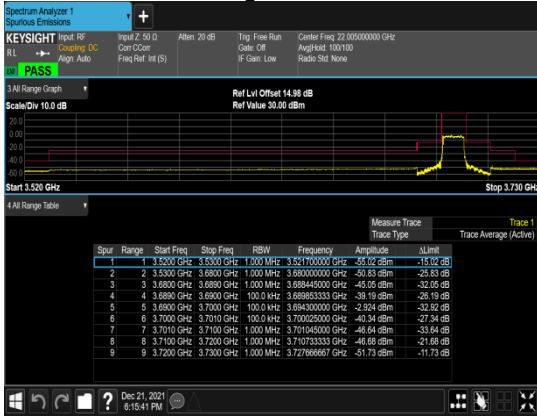 Spectrum Analyzer 1
Spurious Emissions
KEYSIGHT Input: RF Input Z: 50 Ω Atten: 20 dB Trig: Free Run Center Freq: 22.005000000 GHz
RL Coupling: DC Corr CCorr Gate: Off Avg|Hold: 100/100
Align: Auto Freq Ref: Int (S) IF Gain: Low Radio Std: None
PASS
3 All Range Graph Ref Lvl Offset 14.98 dB
Scale/Div 10.0 dB Ref Value 30.00 dBm
20.0
0.00
-20.0
-40.0
-60.0
Start 3.520 GHz Stop 3.730 GHz
4 All Range Table
Measure Trace Trace 1
Trace Type Trace Average (Active)
Spur Range Start Freq Stop Freq RBW Frequency Amplitude ΔLimit
1 1 3.5200 GHz 3.5300 GHz 1.000 MHz 3.521700000 GHz -55.02 dBm -15.02 dB
2 2 3.5300 GHz 3.6800 GHz 1.000 MHz 3.680000000 GHz -50.83 dBm -25.83 dB
3 3 3.6800 GHz 3.6890 GHz 1.000 MHz 3.688445000 GHz -45.05 dBm -32.05 dB
4 4 3.6890 GHz 3.6900 GHz 100.0 kHz 3.689853333 GHz -39.19 dBm -26.19 dB
5 5 3.6900 GHz 3.7000 GHz 100.0 kHz 3.694300000 GHz -2.924 dBm -32.92 dB
6 6 3.7000 GHz 3.7010 GHz 100.0 kHz 3.700025000 GHz -40.34 dBm -27.34 dB
7 7 3.7010 GHz 3.7100 GHz 1.000 MHz 3.701045000 GHz -46.64 dBm -33.64 dB
8 8 3.7100 GHz 3.7200 GHz 1.000 MHz 3.710733333 GHz -46.68 dBm -21.68 dB
9 9 3.7200 GHz 3.7300 GHz 1.000 MHz 3.727666667 GHz -51.73 dBm -11.73 dB
Dec 21, 2021
6:15:41 PM